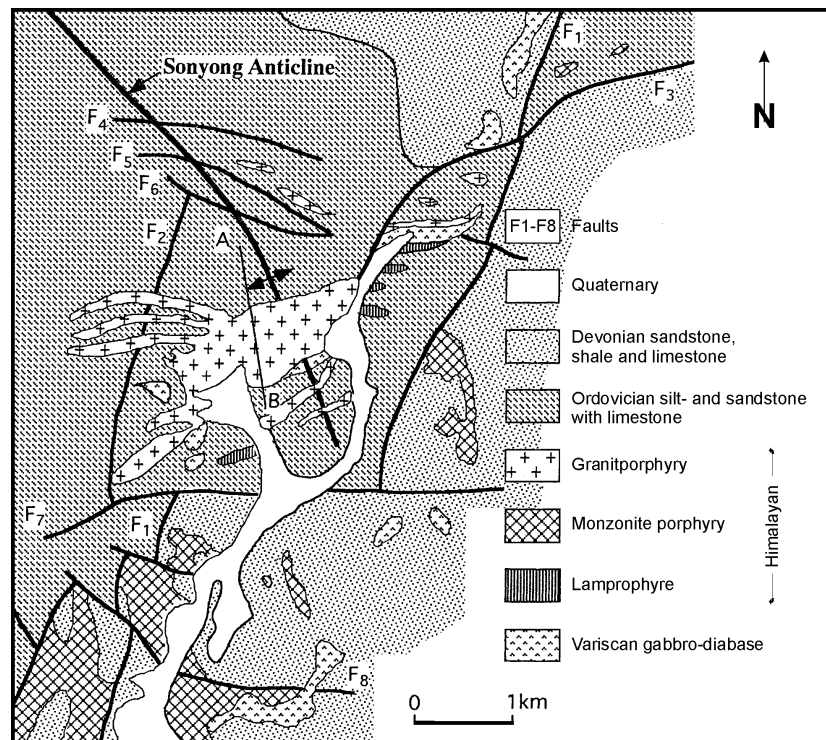 Sonyong Anticline
F1
F3
N
F4
F5
F6
F2
A
B
F7
F1
F8
F1-F8 Faults
Quaternary
Devonian sandstone,
shale and limestone
Ordovician silt- and sandstone
with limestone
Granitporphyry
Monzonite porphyry
Lamprophyre
Himalayan
Variscan gabbro-diabase
0 1km